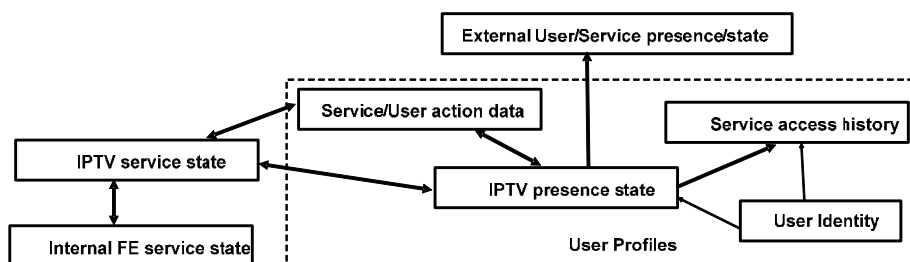 External User/Service presence/state
Service/User action data
Service access history
IPTV service state
IPTV presence state
User Identity
Internal FE service state
User Profiles